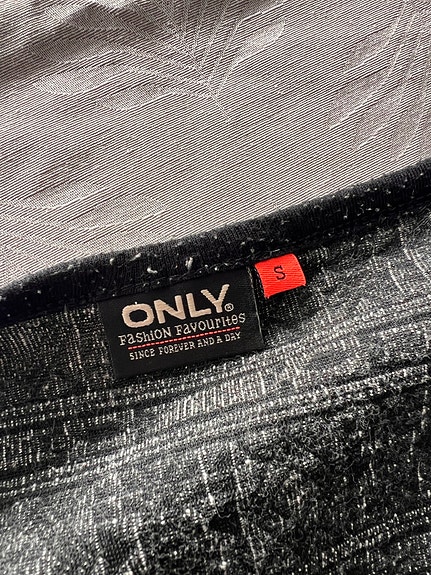 ONLY®
Fashion Favourites
SINCE FOREVER AND A DAY
S